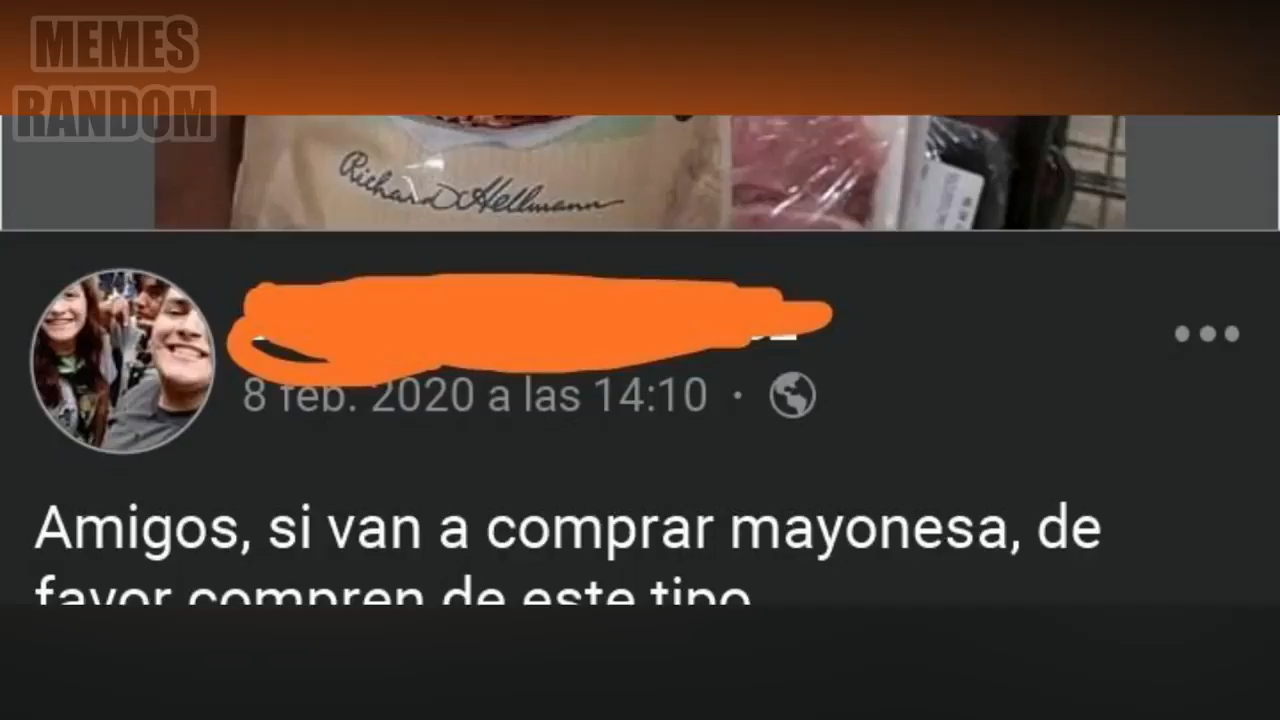 MEMES
RANDOM
Richard Hellmann
8 feb. 2020 a las 14:10 ·
Amigos, si van a comprar mayonesa, de
favor compren de este tipo